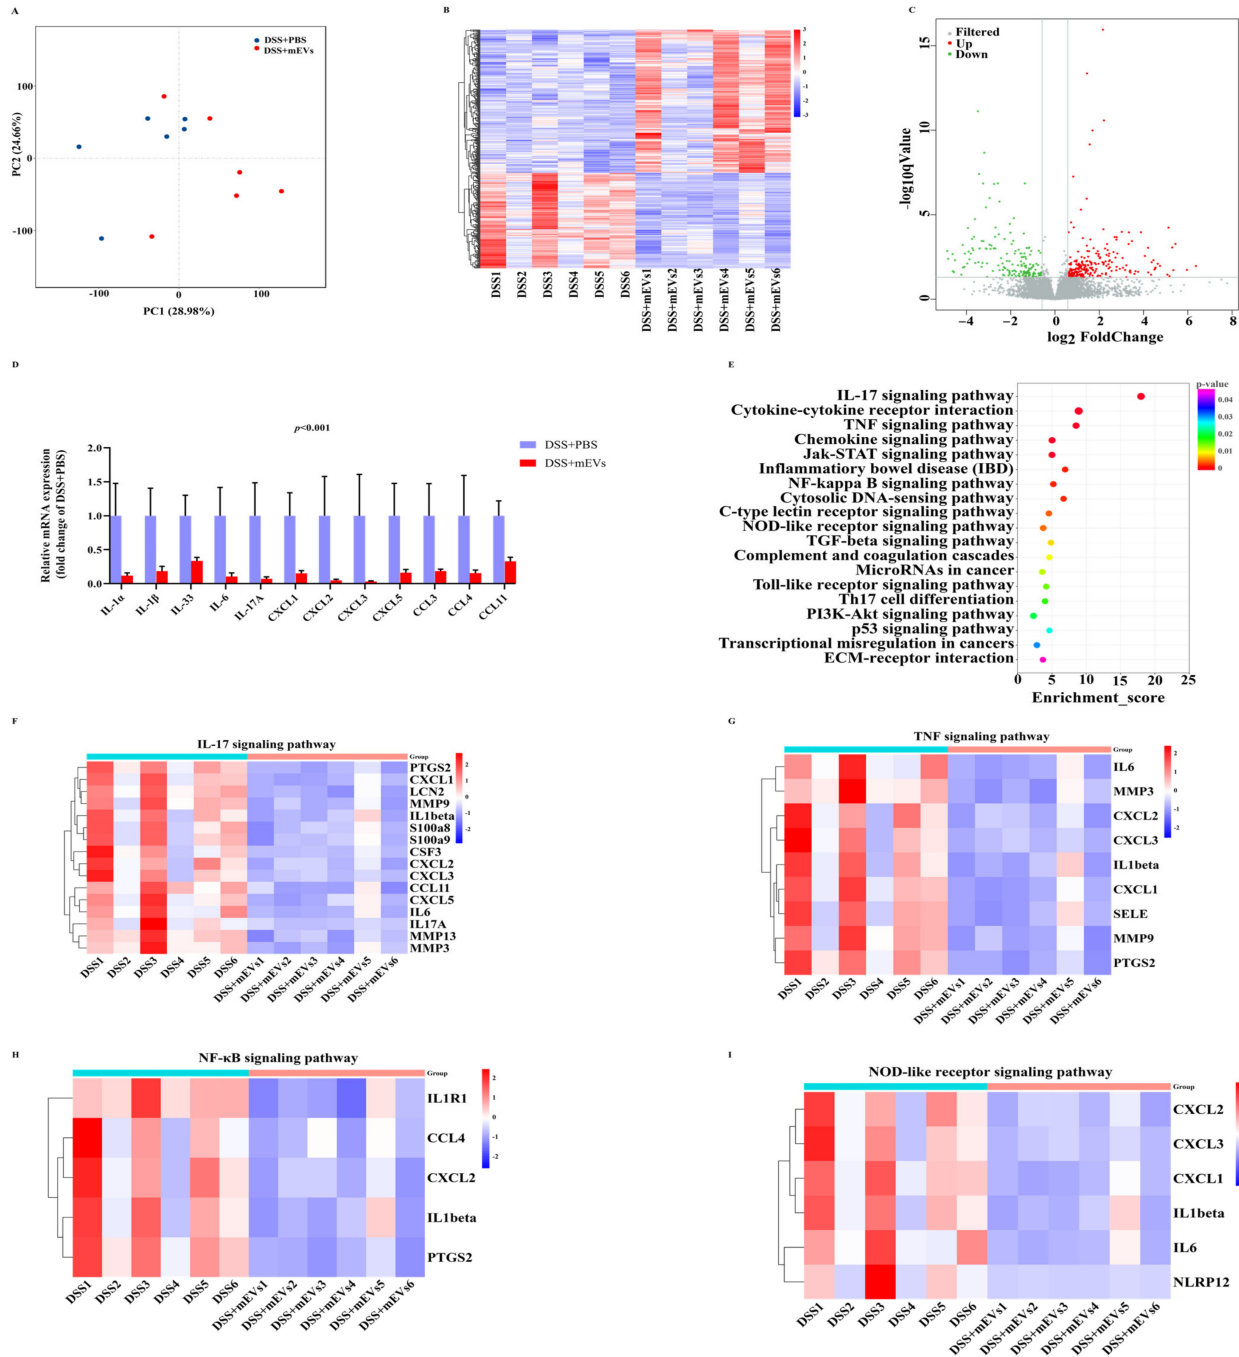 A
DSS+PBS
DSS+mEVs
100
0
-100
PC2 (24.66%)
-100
0
100
PC1 (28.98%)
B
3
2
1
0
-1
-2
-3
DSS1
DSS2
DSS3
DSS4
DSS5
DSS6
DSS+mEVs1
DSS+mEVs2
DSS+mEVs3
DSS+mEVs4
DSS+mEVs5
DSS+mEVs6
C
Filtered
Up
Down
15
10
5
0
-log10qValue
−4
−2
0
2
4
6
8
log2 FoldChange
D
p<0.001
DSS+PBS
DSS+mEVs
Relative mRNA expression
(fold change of DSS+PBS)
2.0
1.5
1.0
0.5
0.0
IL-1α
IL-1β
IL-33
IL-6
IL-17A
CXCL1
CXCL2
CXCL3
CXCL5
CCL3
CCL4
CCL11
E
IL-17 signaling pathway
Cytokine-cytokine receptor interaction
TNF signaling pathway
Chemokine signaling pathway
Jak-STAT signaling pathway
Inflammatory bowel disease (IBD)
NF-kappa B signaling pathway
Cytosolic DNA-sensing pathway
C-type lectin receptor signaling pathway
NOD-like receptor signaling pathway
TGF-beta signaling pathway
Complement and coagulation cascades
MicroRNAs in cancer
Toll-like receptor signaling pathway
Th17 cell differentiation
PI3K-Akt signaling pathway
p53 signaling pathway
Transcriptional misregulation in cancers
ECM-receptor interaction
0
5
10
15
20
25
Enrichment_score
p-value
0.04
0.03
0.02
0.01
0
F
IL-17 signaling pathway
Group
2
1
0
-1
-2
PTGS2
CXCL1
LCN2
MMP9
IL1beta
S100a8
S100a9
CSF3
CXCL2
CXCL3
CCL11
CXCL5
IL6
IL17A
MMP13
MMP3
DSS1
DSS2
DSS3
DSS4
DSS5
DSS6
DSS+mEVs1
DSS+mEVs2
DSS+mEVs3
DSS+mEVs4
DSS+mEVs5
DSS+mEVs6
G
TNF signaling pathway
Group
2
1
0
-1
-2
IL6
MMP3
CXCL2
CXCL3
IL1beta
CXCL1
SELE
MMP9
PTGS2
DSS1
DSS2
DSS3
DSS4
DSS5
DSS6
DSS+mEVs1
DSS+mEVs2
DSS+mEVs3
DSS+mEVs4
DSS+mEVs5
DSS+mEVs6
H
NF-κB signaling pathway
Group
2
1
0
-1
-2
IL1R1
CCL4
CXCL2
IL1beta
PTGS2
DSS1
DSS2
DSS3
DSS4
DSS5
DSS6
DSS+mEVs1
DSS+mEVs2
DSS+mEVs3
DSS+mEVs4
DSS+mEVs5
DSS+mEVs6
I
NOD-like receptor signaling pathway
Group
CXCL2
CXCL3
CXCL1
IL1beta
IL6
NLRP12
DSS1
DSS2
DSS3
DSS4
DSS5
DSS6
DSS+mEVs1
DSS+mEVs2
DSS+mEVs3
DSS+mEVs4
DSS+mEVs5
DSS+mEVs6